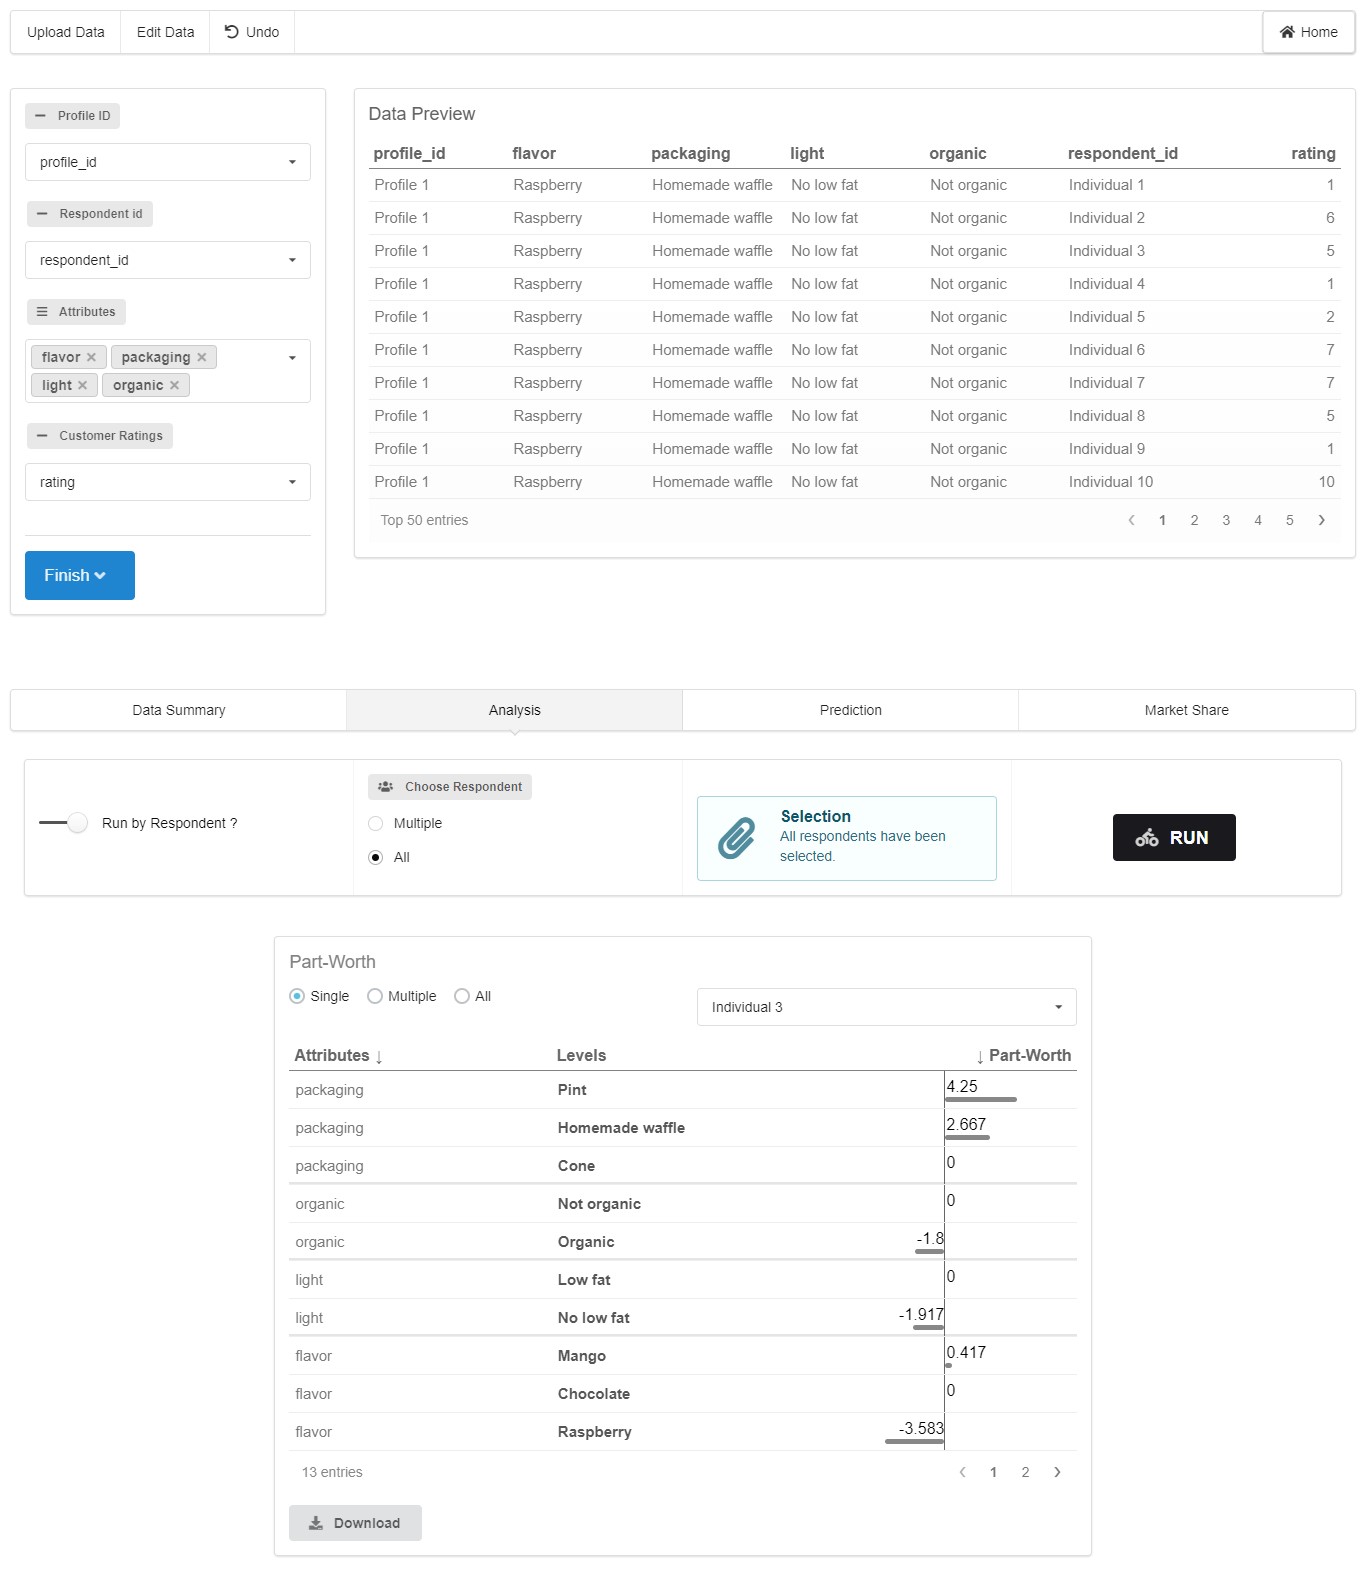 Upload Data Edit Data Undo Home
Profile ID
profile_id
Respondent id
respondent_id
Attributes
flavor × packaging ×
light × organic ×
Customer Ratings
rating
Finish
Data Preview
profile_id flavor packaging light organic respondent_id rating
Profile 1 Raspberry Homemade waffle No low fat Not organic Individual 1 1
Profile 1 Raspberry Homemade waffle No low fat Not organic Individual 2 6
Profile 1 Raspberry Homemade waffle No low fat Not organic Individual 3 5
Profile 1 Raspberry Homemade waffle No low fat Not organic Individual 4 1
Profile 1 Raspberry Homemade waffle No low fat Not organic Individual 5 2
Profile 1 Raspberry Homemade waffle No low fat Not organic Individual 6 7
Profile 1 Raspberry Homemade waffle No low fat Not organic Individual 7 7
Profile 1 Raspberry Homemade waffle No low fat Not organic Individual 8 5
Profile 1 Raspberry Homemade waffle No low fat Not organic Individual 9 1
Profile 1 Raspberry Homemade waffle No low fat Not organic Individual 10 10
Top 50 entries 1 2 3 4 5
Data Summary Analysis Prediction Market Share
Run by Respondent ?
Choose Respondent
Multiple
All
Selection
All respondents have been
selected.
RUN
Part-Worth
Single Multiple All
Individual 3
Attributes ↓ Levels ↓ Part-Worth
packaging Pint 4.25
packaging Homemade waffle 2.667
packaging Cone 0
organic Not organic 0
organic Organic -1.8
light Low fat 0
light No low fat -1.917
flavor Mango 0.417
flavor Chocolate 0
flavor Raspberry -3.583
13 entries 1 2
Download